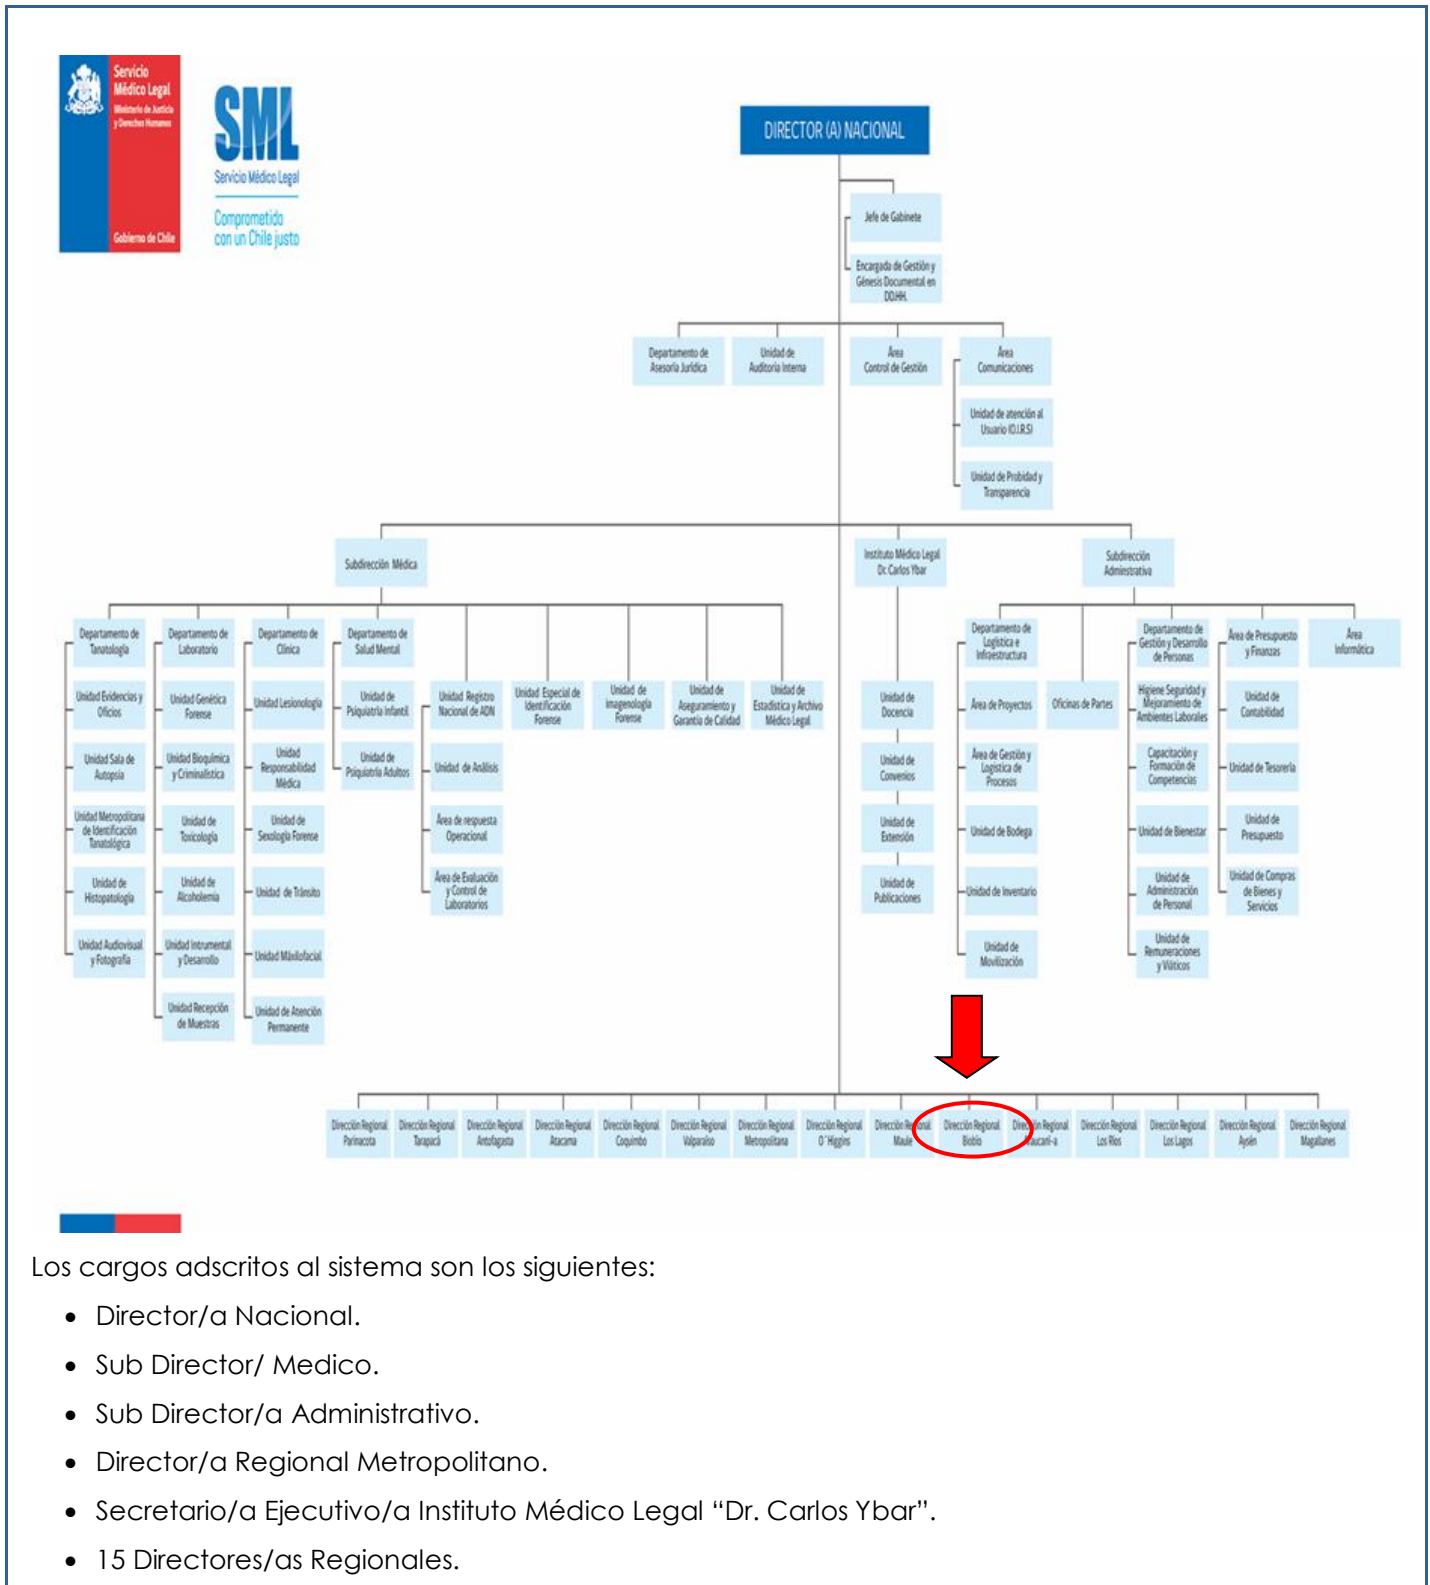 Servicio
Médico Legal
Ministerio de Justicia
y Derechos Humanos
Gobierno de Chile
SML
Servicio Médico Legal
Comprometido
con un Chile justo
DIRECTOR (A) NACIONAL
Jefe de Gabinete
Encargada de Gestión y
Génesis Documental en
DD.HH.
Departamento de
Asesoría Jurídica
Unidad de
Auditoria Interna
Área
Control de Gestión
Área
Comunicaciones
Unidad de atención al
Usuario (O.I.R.S)
Unidad de Probidad y
Transparencia
Subdirección Médica
Instituto Médico Legal
Dr. Carlos Ybar
Subdirección
Adminstrativa
Departamento de
Tanatología
Unidad Evidencias y
Oficios
Unidad Sala de
Autopsia
Unidad Metropolitana
de Identificación
Tanatológica
Unidad de
Histopatología
Unidad Audiovisual
y Fotografía
Departamento de
Laboratorio
Unidad Genética
Forense
Unidad Bioquímica
y Criminalística
Unidad de
Toxicología
Unidad de
Alcoholemia
Unidad Intrumental
y Desarrollo
Unidad Recepción
de Muestras
Departamento de
Clínica
Unidad Lesionología
Unidad
Responsabilidad
Médica
Unidad de
Sexología Forense
Unidad de Tránsito
Unidad Máxilofacial
Unidad de Atención
Permanente
Departamento de
Salud Mental
Unidad de
Psiquiatría Infantil
Unidad de
Psiquiatría Adultos
Unidad Registro
Nacional de ADN
Unidad de Análisis
Área de respuesta
Operacional
Área de Evaluación
y Control de
Laboratorios
Unidad Especial de
Identificación
Forense
Unidad de
Imagenología
Forense
Unidad de
Aseguramiento y
Garantía de Calidad
Unidad de
Estadística y Archivo
Médico Legal
Unidad de
Docencia
Unidad de
Convenios
Unidad de
Extensión
Unidad de
Publicaciones
Departamento de
Logística e
Infraestructura
Área de Proyectos
Área de Gestión y
Logística de
Procesos
Unidad de Bodega
Unidad de Inventario
Unidad de
Movilización
Oficinas de Partes
Departamento de
Gestión y Desarrollo
de Personas
Higiene Seguridad y
Mejoramiento de
Ambientes Laborales
Capacitación y
Formación de
Competencias
Unidad de Bienestar
Unidad de
Administración
de Personal
Unidad de
Remuneraciones
y Viáticos
Área de Presupuesto
y Finanzas
Unidad de
Contabilidad
Unidad de Tesorería
Unidad de
Presupuesto
Unidad de Compras
de Bienes y
Servicios
Área
Informática
Dirección Regional
Parinacota
Dirección Regional
Tarapacá
Dirección Regional
Antofagasta
Dirección Regional
Atacama
Dirección Regional
Coquimbo
Dirección Regional
Valparaíso
Dirección Regional
Metropolitana
Dirección Regional
O´Higgins
Dirección Regional
Maule
Dirección Regional
Biobío
Dirección Regional
Araucaní-a
Dirección Regional
Los Ríos
Dirección Regional
Los Lagos
Dirección Regional
Aysén
Dirección Regional
Magallanes
Los cargos adscritos al sistema son los siguientes:
• Director/a Nacional.
• Sub Director/ Medico.
• Sub Director/a Administrativo.
• Director/a Regional Metropolitano.
• Secretario/a Ejecutivo/a Instituto Médico Legal “Dr. Carlos Ybar”.
• 15 Directores/as Regionales.